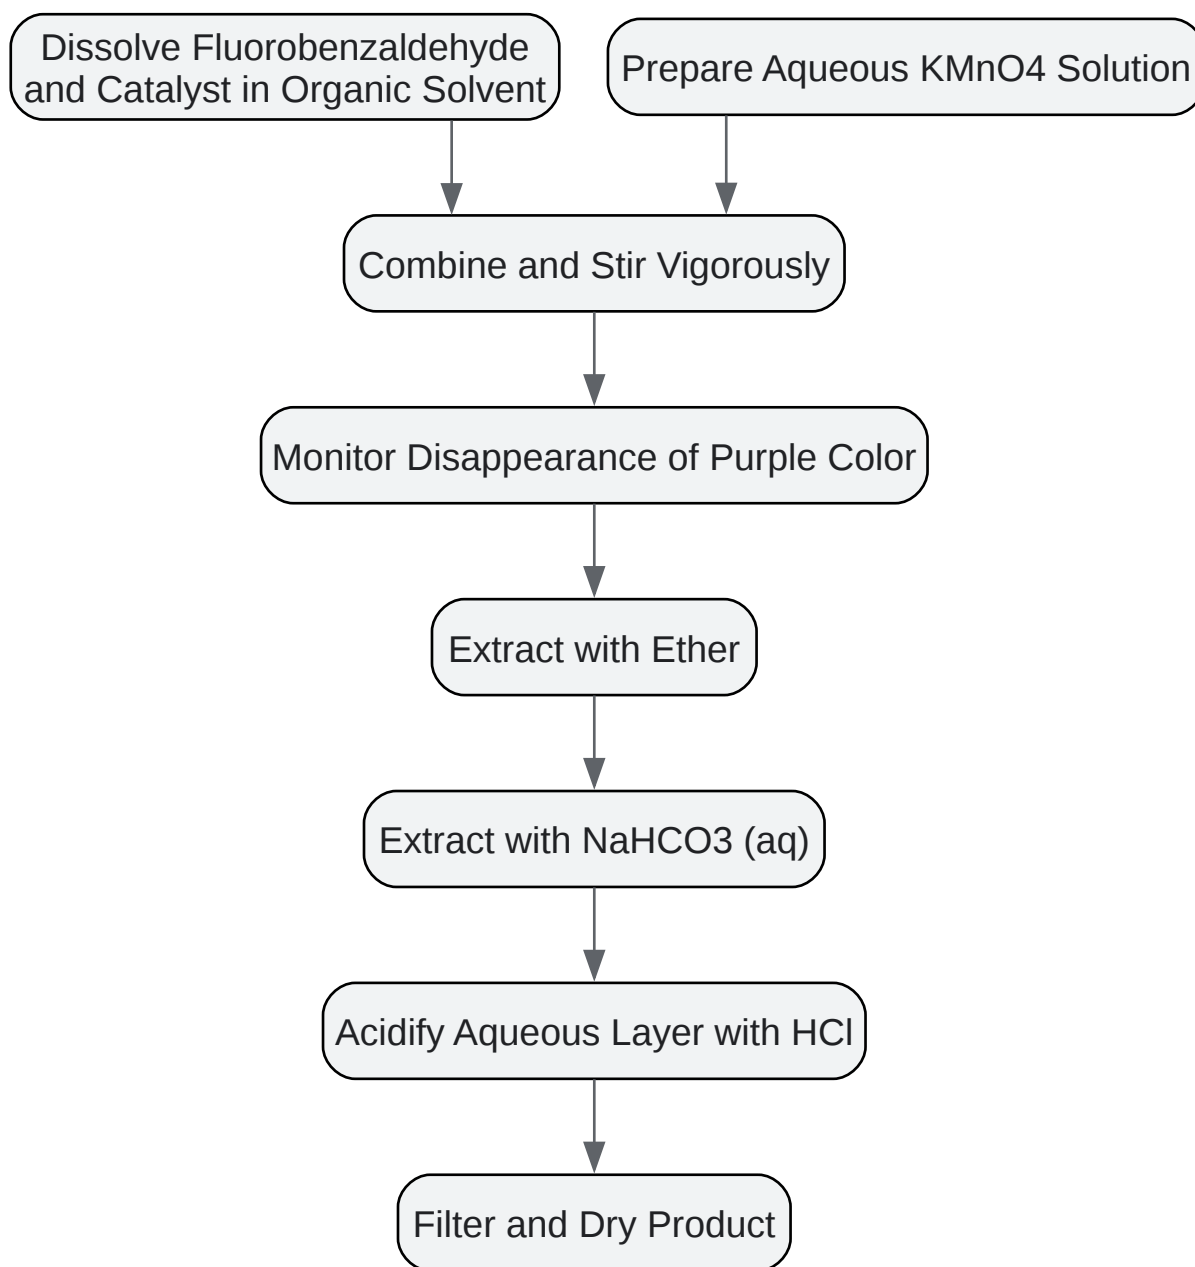 Dissolve Fluorobenzaldehyde
and Catalyst in Organic Solvent
Prepare Aqueous KMnO4 Solution
Combine and Stir Vigorously
Monitor Disappearance of Purple Color
Extract with Ether
Extract with NaHCO3 (aq)
Acidify Aqueous Layer with HCl
Filter and Dry Product